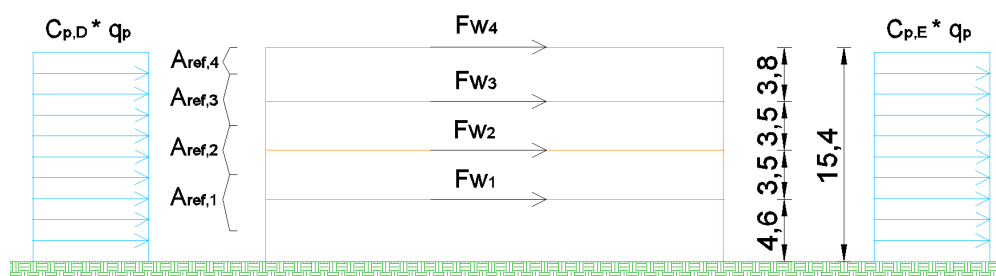 Cp,D * qp
Fw4
Cp,E * qp
Aref,4
3,8
Fw3
Aref,3
3,5
Fw2
15,4
Aref,2
3,5
Fw1
Aref,1
4,6